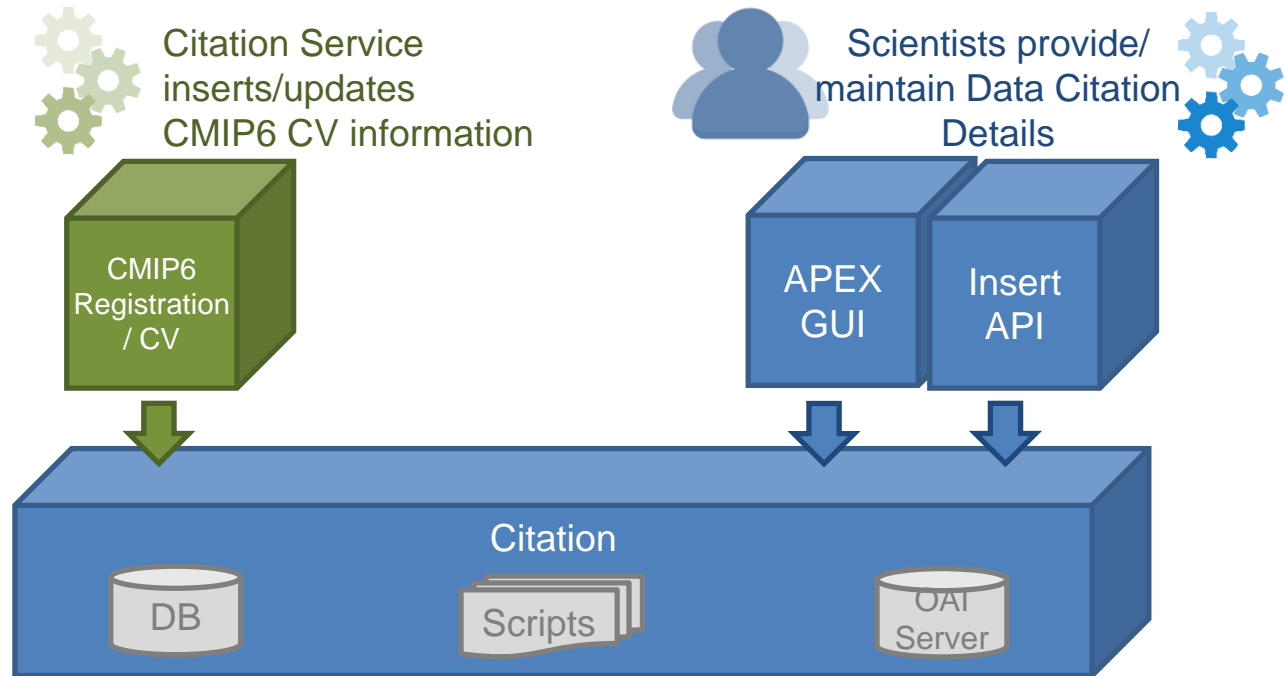 Citation Service
inserts/updates
CMIP6 CV information
Scientists provide/
maintain Data Citation
Details
CMIP6
Registration
/ CV
APEX
GUI
Insert
API
Citation
DB
Scripts
OAI
Server